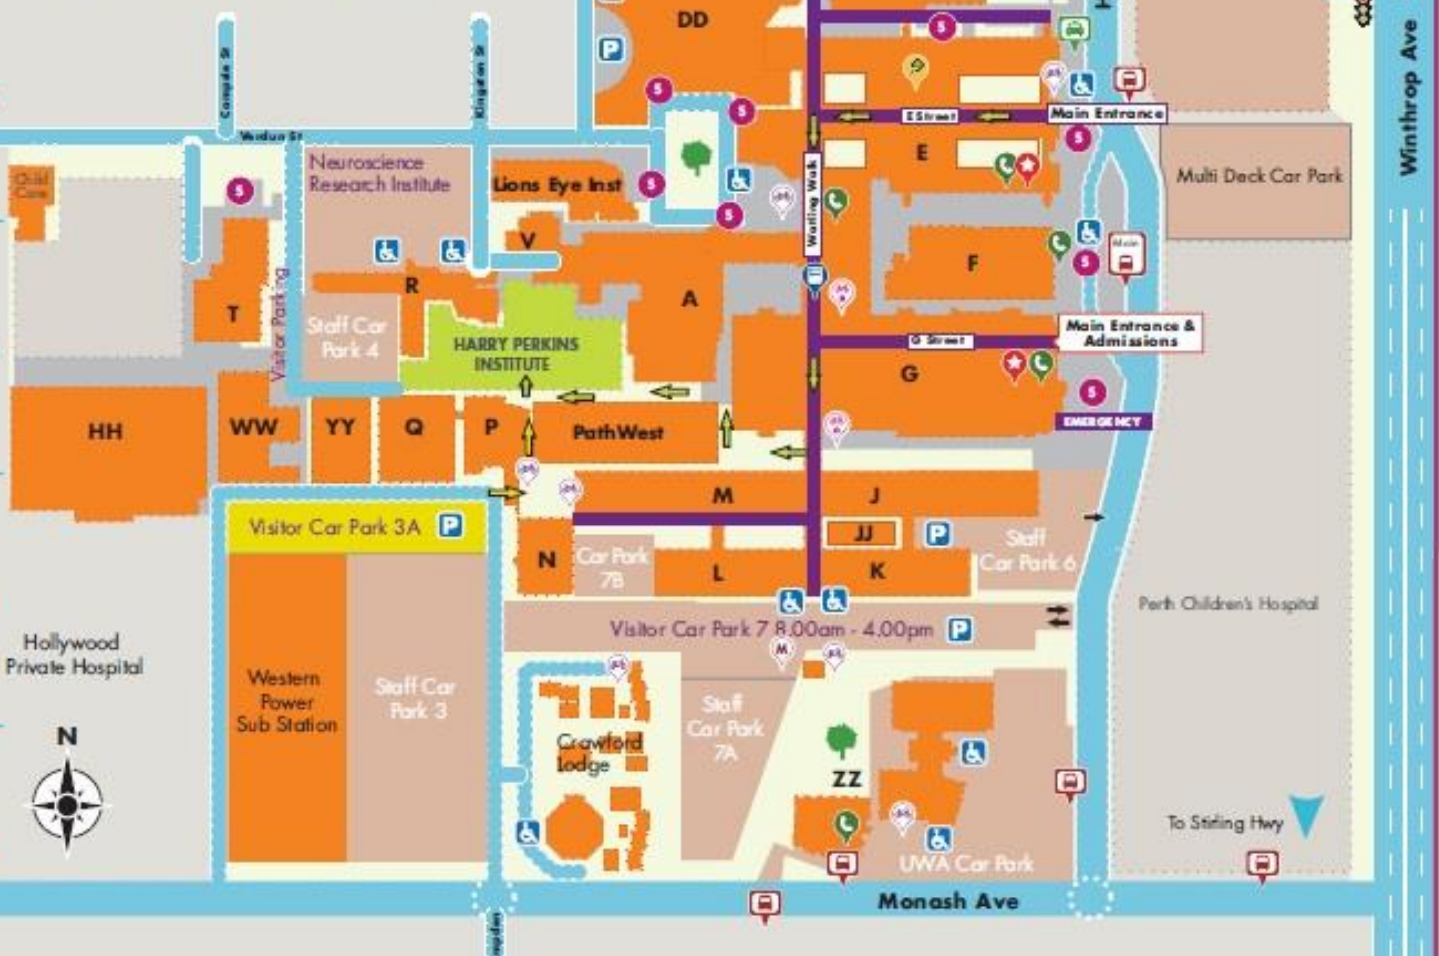 DD
Winthrop Ave
Kingston St
Verdun St
E Street
Main Entrance
Neuroscience
Research Institute
Child
Care
Lions Eye Inst
E
Multi Deck Car Park
Watling Walk
V
F
Main
R
A
T
Visitor Parking
Staff Car
Park 4
HARRY PERKINS
INSTITUTE
Main Entrance &
Admissions
G Street
G
EMERGENCY
HH
WW
YY
Q
P
PathWest
M
J
Visitor Car Park 3A
P
JJ
P
N
Car Park
7B
L
K
Staff
Car Park 6
Perth Children's Hospital
Visitor Car Park 7 8.00am - 4.00pm
P
M
Hollywood
Private Hospital
Western
Power
Sub Station
Staff Car
Park 3
Staff
Car Park
7A
N
Crawford
Lodge
ZZ
To Stirling Hwy
UWA Car Park
Monash Ave
P
S
S
S
S
S
S
S
S
S